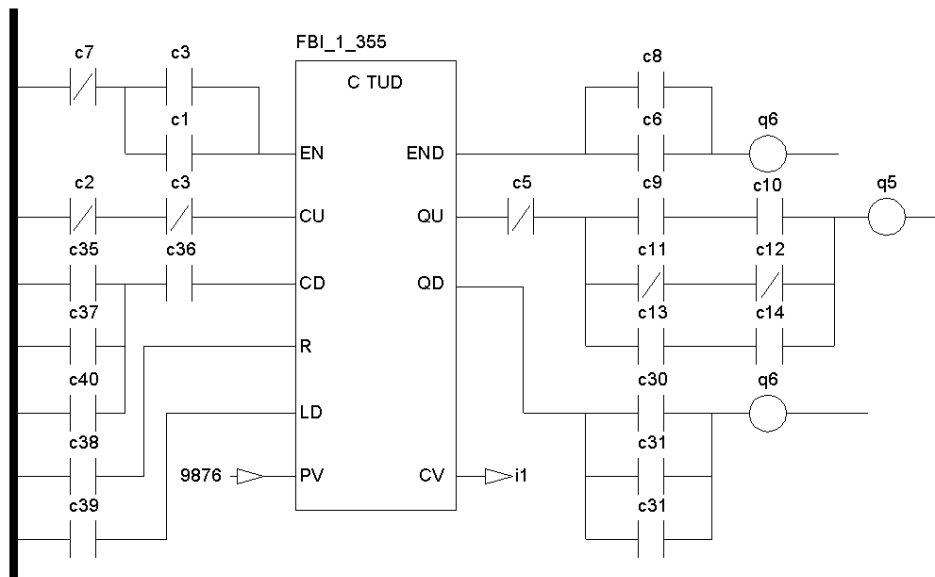 FBI_1_355
c7 c3 C TUD c8
c1 c6 q6
EN END
c2 c3 c5 c9 c10 q5
CU QU
c35 c36 c11 c12
CD QD
c37 c13 c14
R
c40 c30 q6
LD
c38 c31
9876 PV CV i1
c39 c31